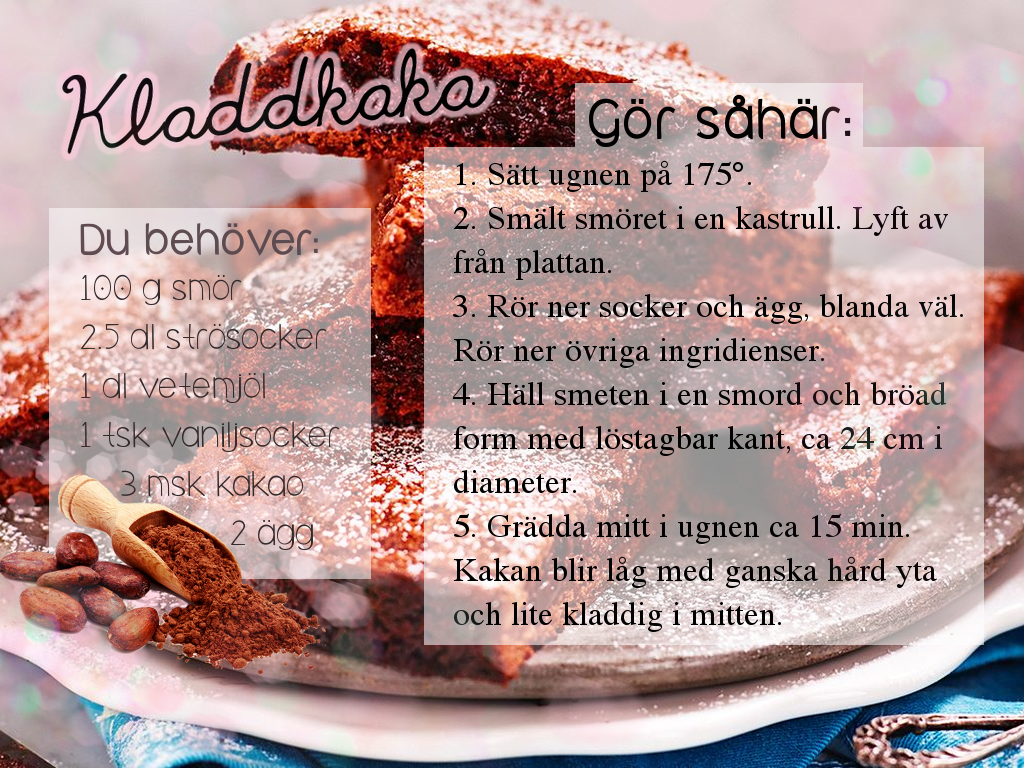 Kladdkaka
Du behöver:
100 g smör
2.5 dl strösocker
1 dl vetemjöl
1 tsk vaniljsocker
3 msk kakao
2 ägg
Gör såhär:
1. Sätt ugnen på 175°.
2. Smält smöret i en kastrull. Lyft av
från plattan.
3. Rör ner socker och ägg, blanda väl.
Rör ner övriga ingridienser.
4. Häll smeten i en smord och bröad
form med löstagbar kant, ca 24 cm i
diameter.
5. Grädda mitt i ugnen ca 15 min.
Kakan blir låg med ganska hård yta
och lite kladdig i mitten.